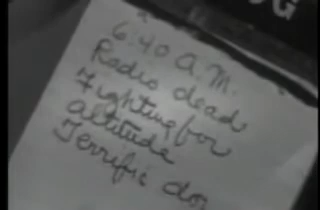 6:40 A.M.
Radio dead
Fighting for
altitude
Terrific